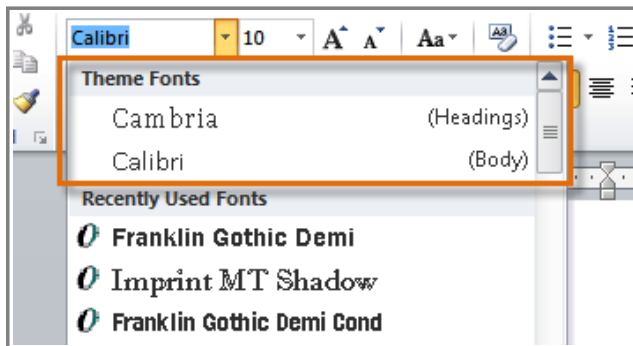 Calibri 10 A A Aa
Theme Fonts
Cambria (Headings)
Calibri (Body)
Recently Used Fonts
Franklin Gothic Demi
Imprint MT Shadow
Franklin Gothic Demi Cond